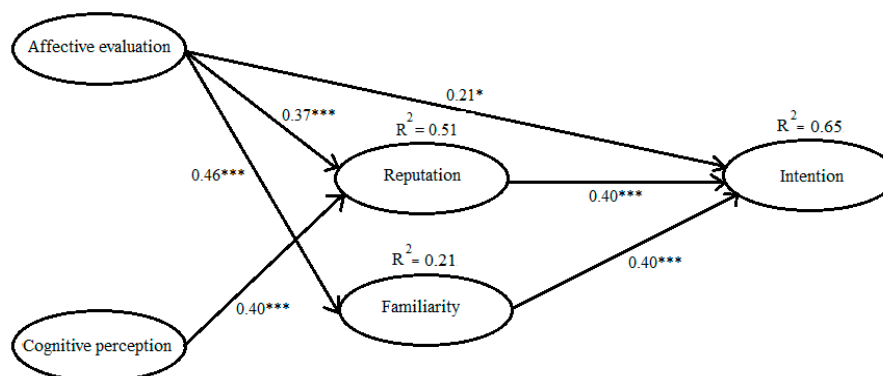 Affective evaluation
0.21*
0.37***
R2 = 0.51
R2 = 0.65
0.46***
Reputation
Intention
0.40***
R2 = 0.21
0.40***
0.40***
Familiarity
Cognitive perception